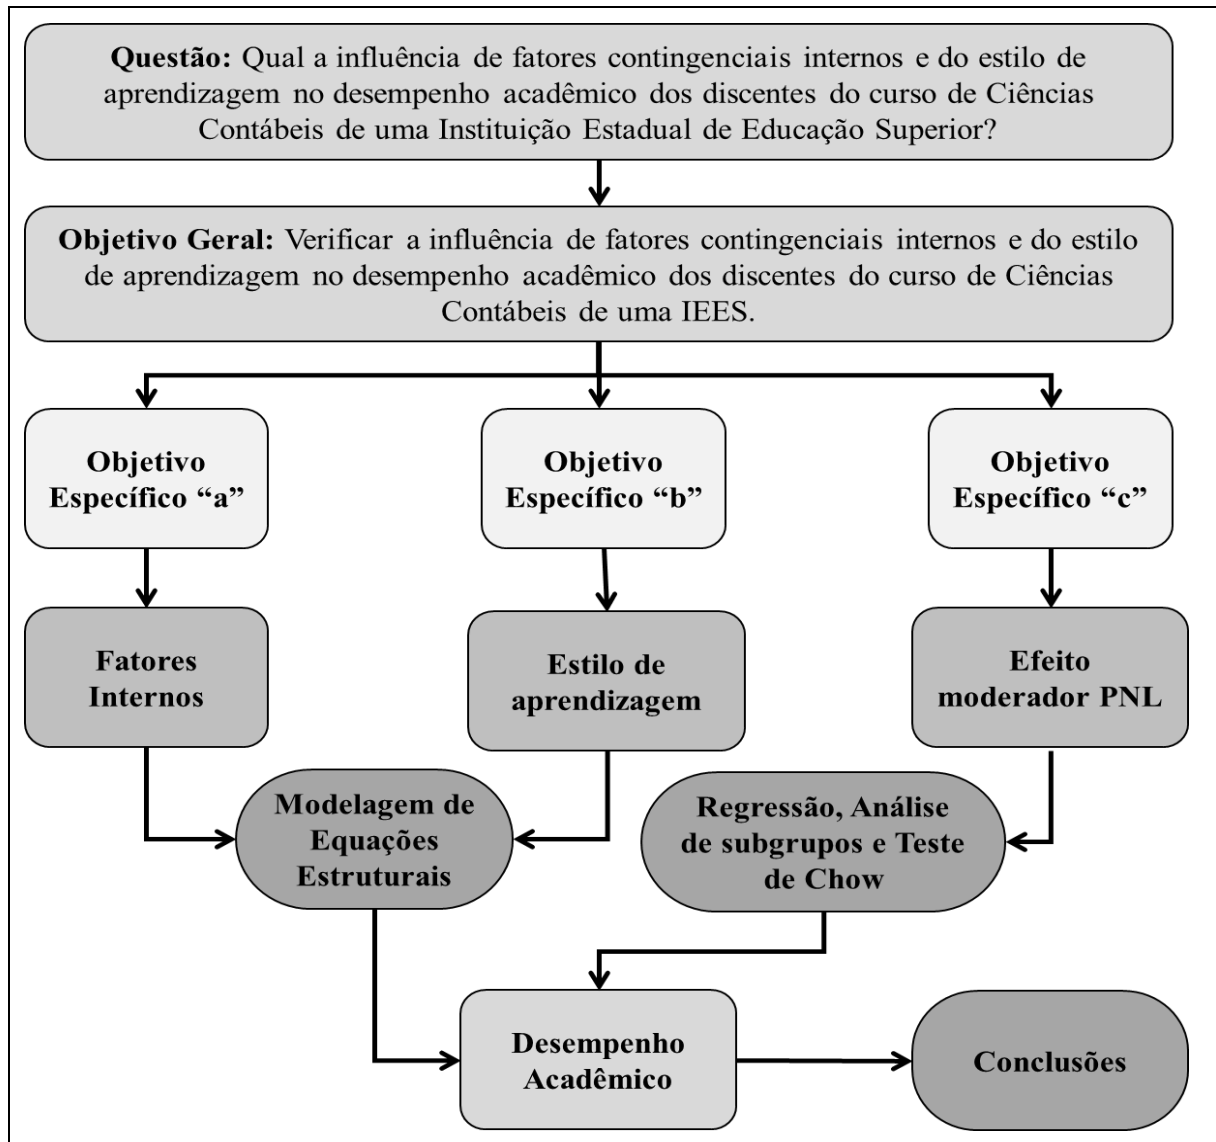 Questão: Qual a influência de fatores contingenciais internos e do estilo de
aprendizagem no desempenho acadêmico dos discentes do curso de Ciências
Contábeis de uma Instituição Estadual de Educação Superior?
Objetivo Geral: Verificar a influência de fatores contingenciais internos e do estilo
de aprendizagem no desempenho acadêmico dos discentes do curso de Ciências
Contábeis de uma IEES.
Objetivo
Específico “a”
Objetivo
Específico “b”
Objetivo
Específico “c”
Fatores
Internos
Estilo de
aprendizagem
Efeito
moderador PNL
Modelagem de
Equações
Estruturais
Regressão, Análise
de subgrupos e Teste
de Chow
Desempenho
Acadêmico
Conclusões